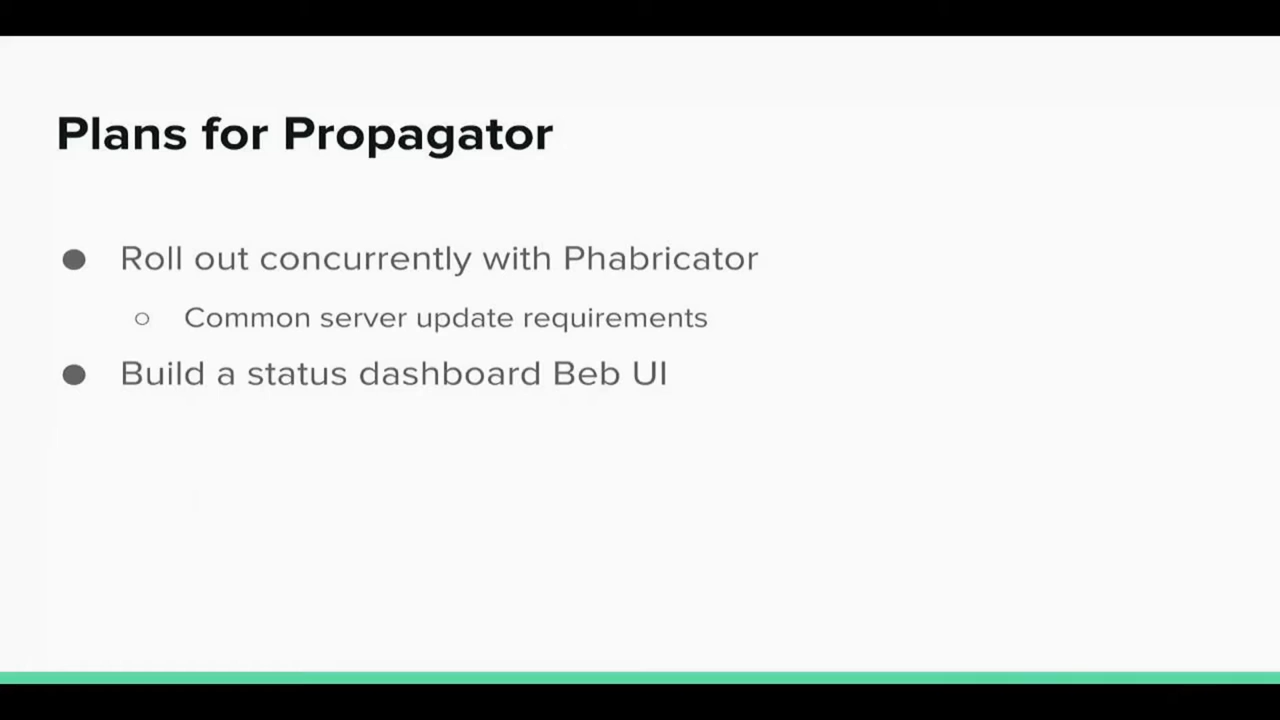 Plans for Propagator
● Roll out concurrently with Phabricator
○ Common server update requirements
● Build a status dashboard Beb UI